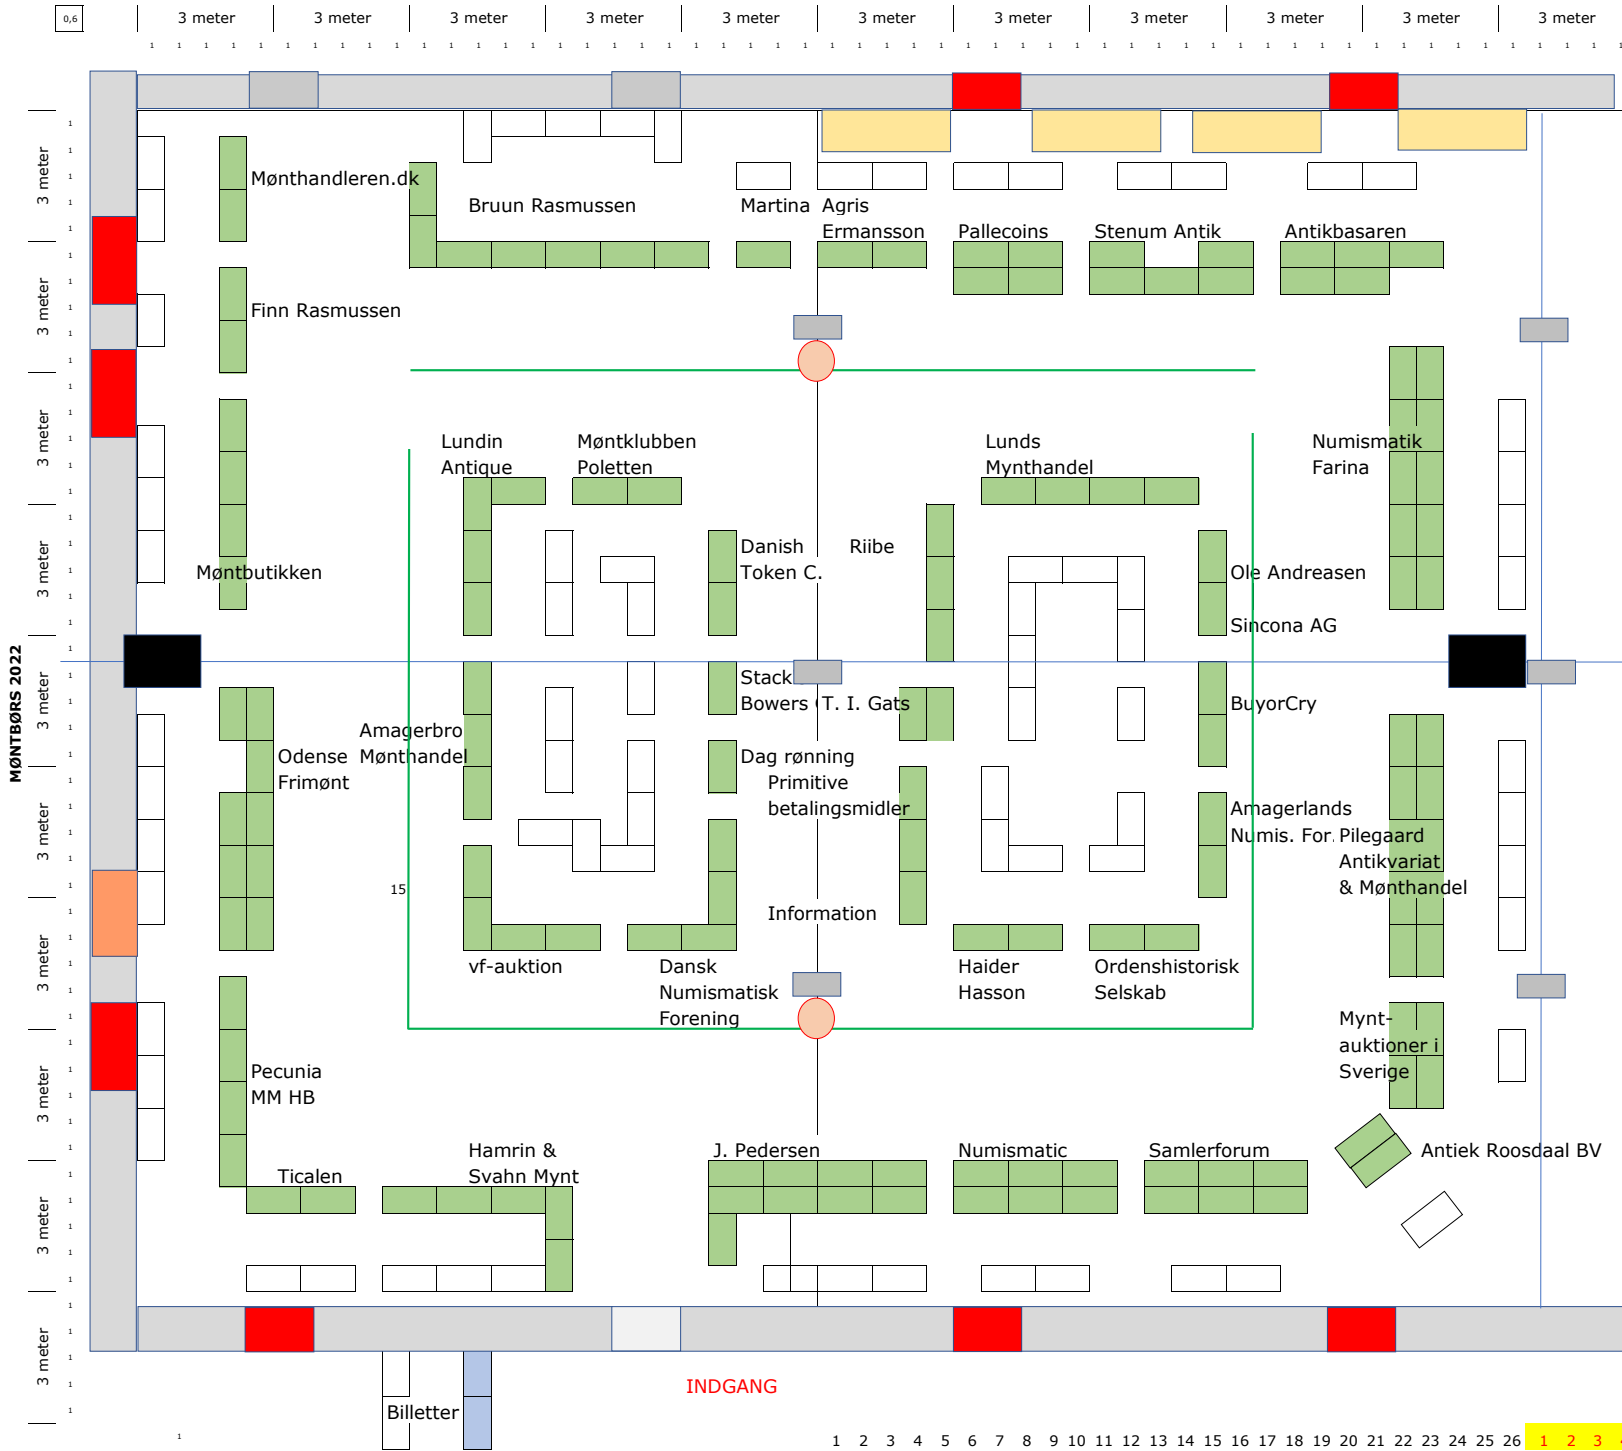 0,6
3 meter 3 meter 3 meter 3 meter 3 meter 3 meter 3 meter 3 meter 3 meter 3 meter 3 meter
MØNTBØRS 2022
3 meter
3 meter
3 meter
3 meter
3 meter
3 meter
3 meter
3 meter
3 meter
3 meter
Mønthandleren.dk
Bruun Rasmussen
Martina
Agris
Ermansson
Pallecoins
Stenum Antik
Antikbasaren
Finn Rasmussen
Lundin
Antique
Møntklubben
Poletten
Lunds
Mynthandel
Numismatik
Farina
Møntbutikken
Danish
Token C.
Riibe
Ole Andreasen
Sincona AG
Stack
Bowers
T. I. Gats
BuyorCry
Amagerbro
Mønthandel
Odense
Frimønt
Dag rønning
Primitive
betalingsmidler
Amagerlands
Numis. For.
Pilegaard
Antikvariat
& Mønthandel
15
Information
vf-auktion
Dansk
Numismatisk
Forening
Haider
Hasson
Ordenshistorisk
Selskab
Mynt-
auktioner i
Sverige
Pecunia
MM HB
Ticalen
Hamrin &
Svahn Mynt
J. Pedersen
Numismatic
Samlerforum
Antiek Roosdaal BV
INDGANG
Billetter
1
1 2 3 4 5 6 7 8 9 10 11 12 13 14 15 16 17 18 19 20 21 22 23 24 25 26 1 2 3